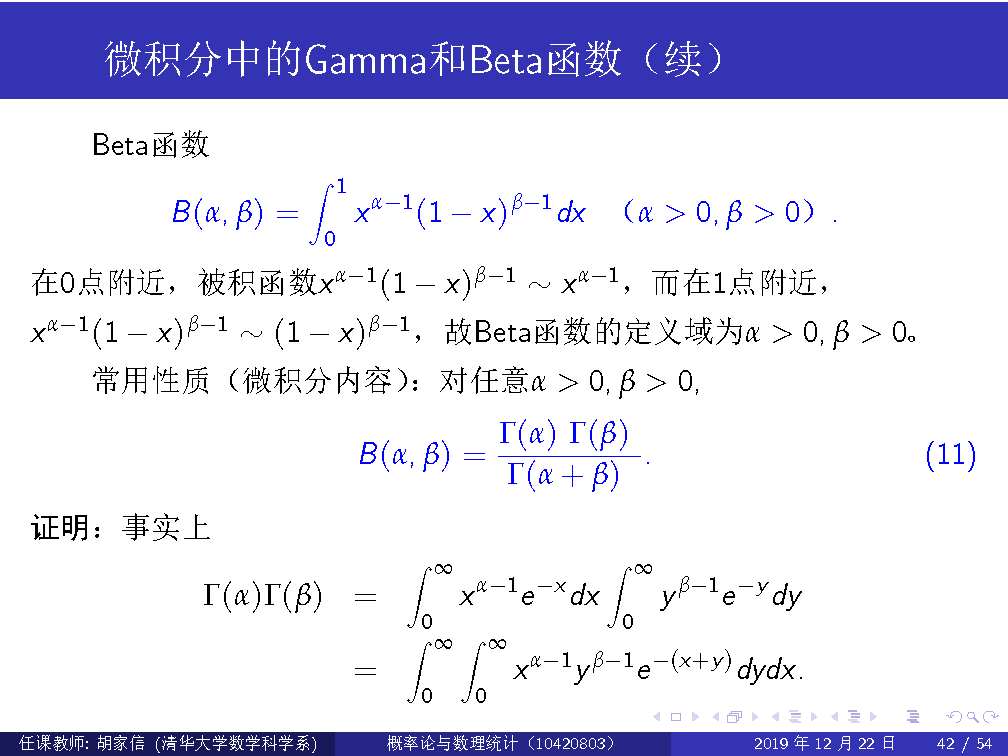 微积分中的Gamma和Beta函数（续）
Beta函数
B(α, β) = ∫₀¹ x^{α−1}(1 − x)^{β−1}dx （α > 0, β > 0）.
在0点附近，被积函数x^{α−1}(1 − x)^{β−1} ∼ x^{α−1}，而在1点附近，
x^{α−1}(1 − x)^{β−1} ∼ (1 − x)^{β−1}，故Beta函数的定义域为α > 0, β > 0。
常用性质（微积分内容）：对任意α > 0, β > 0,
B(α, β) = \frac{Γ(α) Γ(β)}{Γ(α + β)}. (11)
证明：事实上
Γ(α)Γ(β) = ∫₀^∞ x^{α−1}e^{−x}dx ∫₀^∞ y^{β−1}e^{−y}dy
= ∫₀^∞ ∫₀^∞ x^{α−1}y^{β−1}e^{−(x+y)}dydx.
任课教师: 胡家信 (清华大学数学科学系) 概率论与数理统计（10420803） 2019 年 12 月 22 日 42 / 54